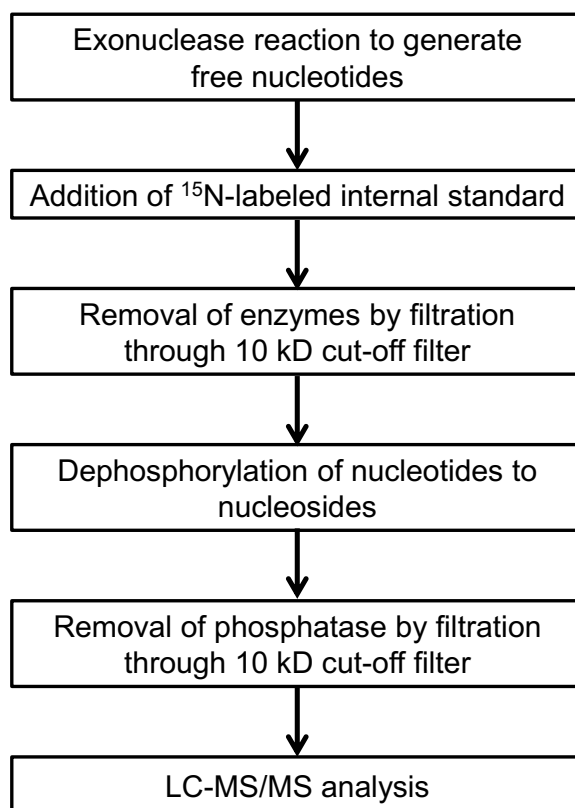 Exonuclease reaction to generate
free nucleotides
Addition of ¹⁵N-labeled internal standard
Removal of enzymes by filtration
through 10 kD cut-off filter
Dephosphorylation of nucleotides to
nucleosides
Removal of phosphatase by filtration
through 10 kD cut-off filter
LC-MS/MS analysis